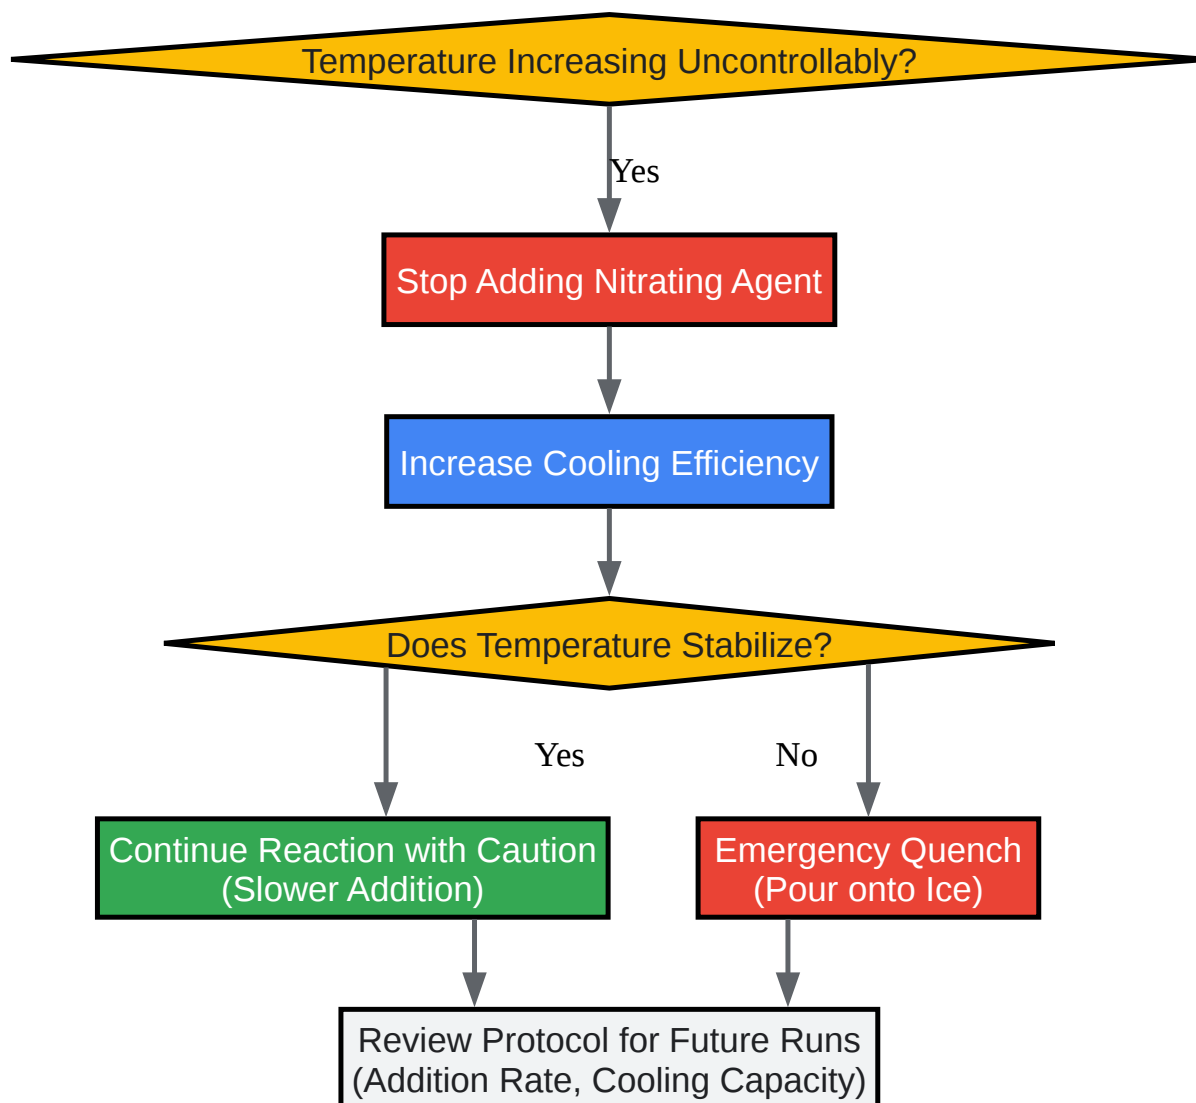 Temperature Increasing Uncontrollably?
Yes
Stop Adding Nitrating Agent
Increase Cooling Efficiency
Does Temperature Stabilize?
Yes
No
Continue Reaction with Caution
(Slower Addition)
Emergency Quench
(Pour onto Ice)
Review Protocol for Future Runs
(Addition Rate, Cooling Capacity)